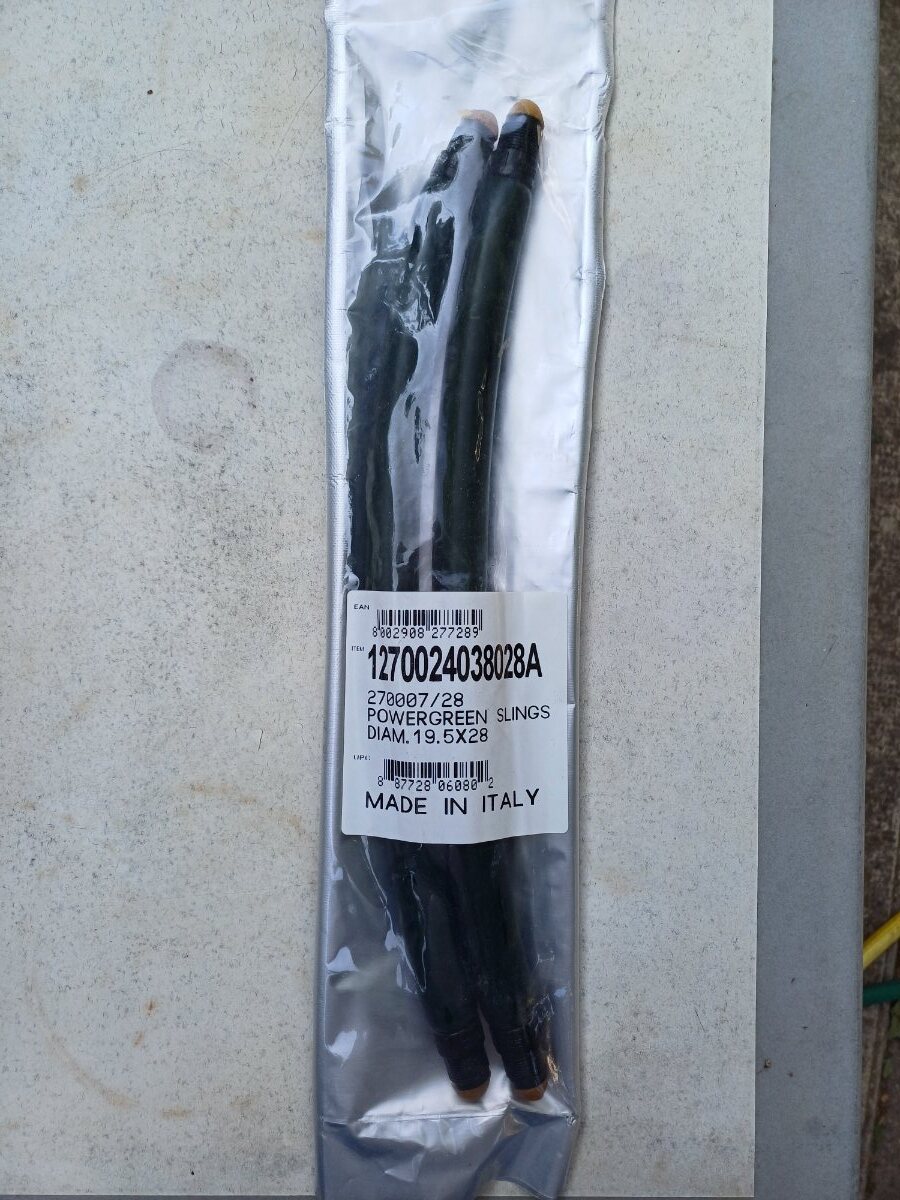 EAN
8002908 277289
ITEM 1270024038028A
270007/28
POWERGREEN SLINGS
DIAM.19.5X28
UPC
8 87728 06080 2
MADE IN ITALY